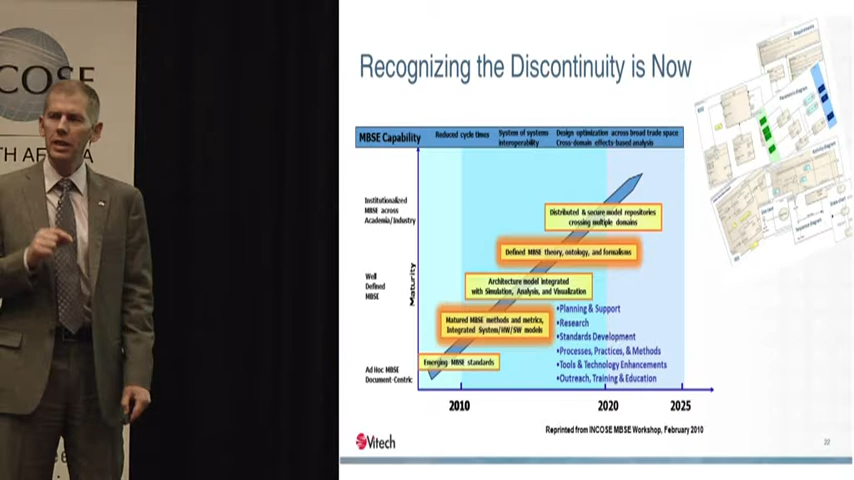 COSE
TH AFRICA
Recognizing the Discontinuity is Now
MBSE Capability
Reduced cycle times
System of systems
interoperability
Design optimization across broad trade space
Cross-domain effects-based analysis
Institutionalized
MBSE across
Academia/Industry
Distributed & secure model repositories
crossing multiple domains
Defined MBSE theory, ontology, and formalisms
Well
Defined
MBSE
Maturity
Architecture model integrated
with Simulation, Analysis, and Visualization
Matured MBSE methods and metrics,
Integrated System/HW/SW models
•Planning & Support
•Research
•Standards Development
•Processes, Practices, & Methods
•Tools & Technology Enhancements
•Outreach, Training & Education
Emerging MBSE standards
Ad Hoc MBSE
Document-Centric
2010
2020
2025
Reprinted from INCOSE MBSE Workshop, February 2010
Vitech
22